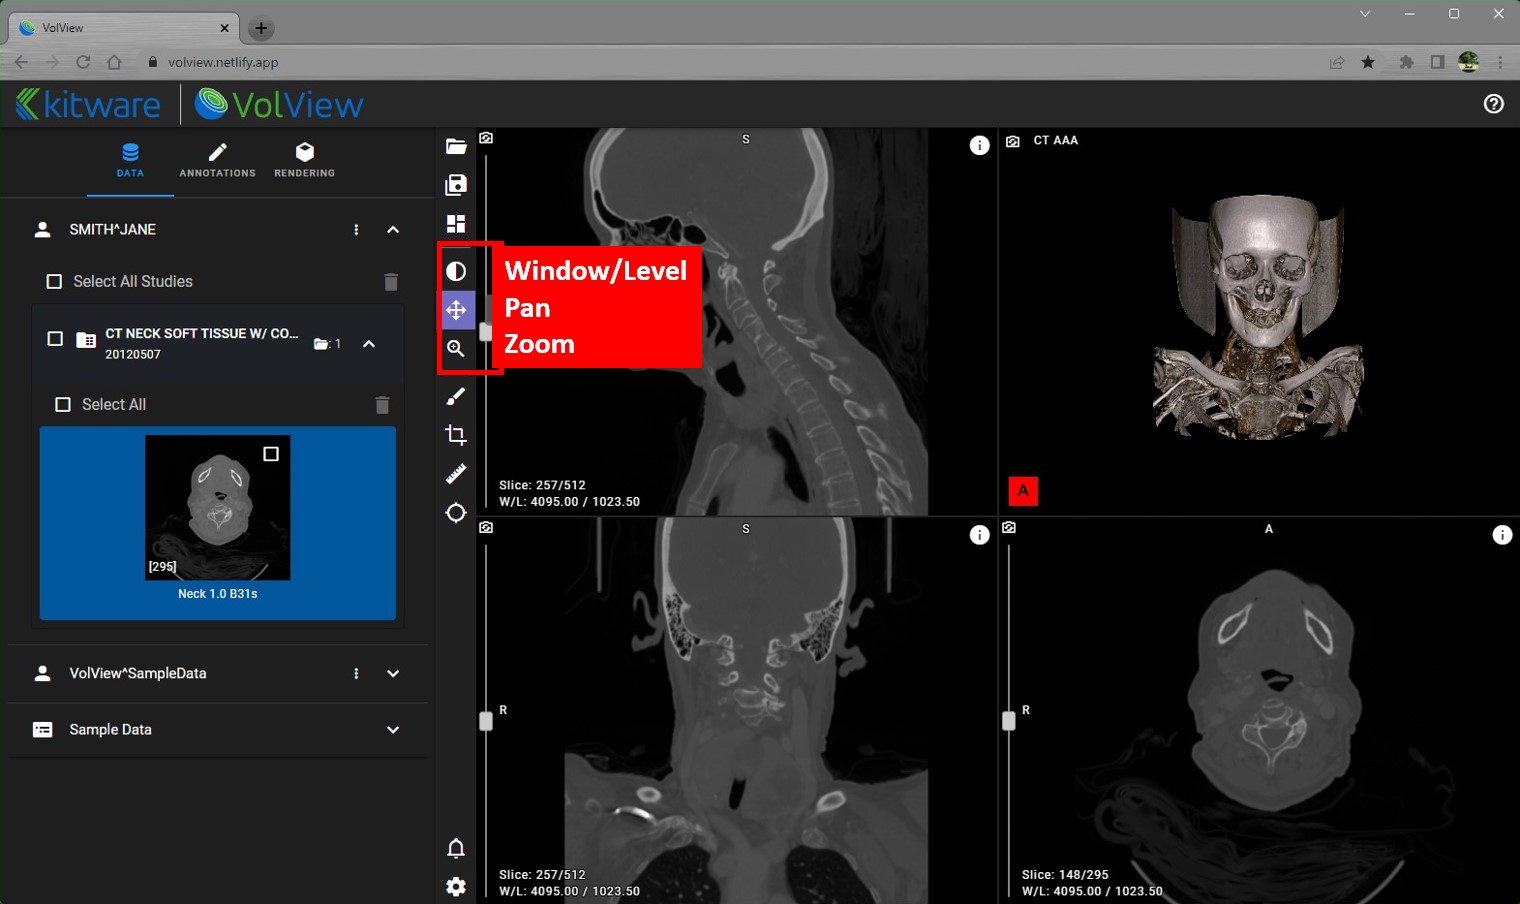 VolView
volview.netlify.app
kitware
VolView
DATA
ANNOTATIONS
RENDERING
SMITH^JANE
Select All Studies
CT NECK SOFT TISSUE W/ CO...
20120507
: 1
Select All
[295]
Neck 1.0 B31s
VolView^SampleData
Sample Data
Window/Level
Pan
Zoom
S
Slice: 257/512
W/L: 4095.00 / 1023.50
CT AAA
A
S
R
Slice: 257/512
W/L: 4095.00 / 1023.50
A
R
Slice: 148/295
W/L: 4095.00 / 1023.50